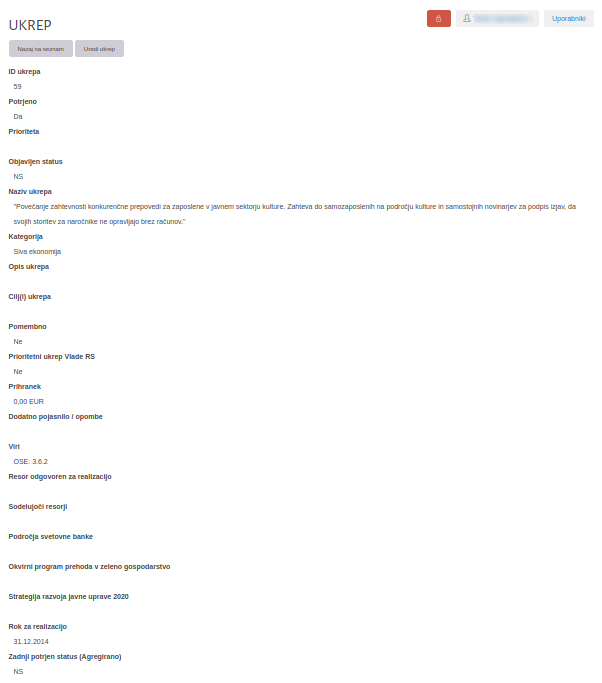 UKREP
Uporabniki
Nazaj na seznam
Uredi ukrep
ID ukrepa
59
Potrjeno
Da
Prioriteta
Objavljen status
NS
Naziv ukrepa
"Povečanje zahtevnosti konkurenčne prepovedi za zaposlene v javnem sektorju kulture. Zahteva do samozaposlenih na področju kulture in samostojnih novinarjev za podpis izjav, da
svojih storitev za naročnike ne opravljajo brez računov."
Kategorija
Siva ekonomija
Opis ukrepa
Cilj(i) ukrepa
Pomembno
Ne
Prioritetni ukrep Vlade RS
Ne
Prihranek
0,00 EUR
Dodatno pojasnilo / opombe
Viri
OSE: 3.6.2
Resor odgovoren za realizacijo
Sodelujoči resorji
Področja svetovne banke
Okvirni program prehoda v zeleno gospodarstvo
Strategija razvoja javne uprave 2020
Rok za realizacijo
31.12.2014
Zadnji potrjen status (Agregirano)
NS